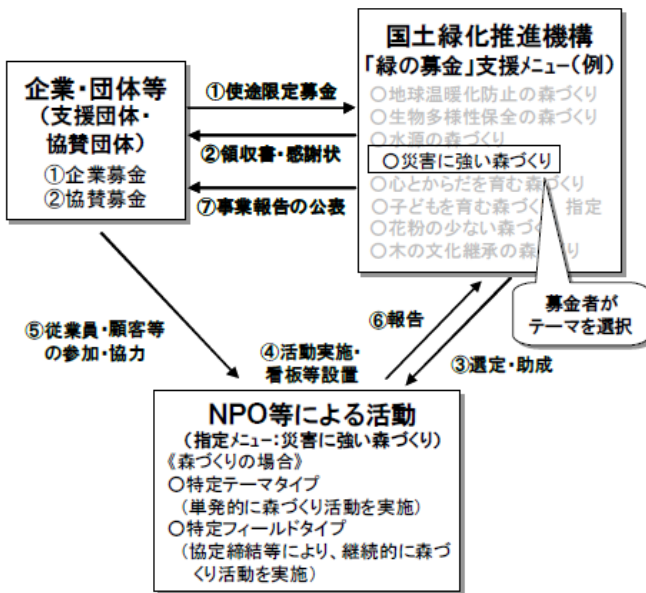 国土緑化推進機構
「緑の募金」支援メニュー(例)
○地球温暖化防止の森づくり
○生物多様性保全の森づくり
○水源の森づくり
○災害に強い森づくり
○心とからだを育む森づくり
○子どもを育む森づくり 指定
○花粉の少ない森づくり
○木の文化継承の森づくり
募金者が
テーマを選択
企業・団体等
(支援団体・
協賛団体)
①企業募金
②協賛募金
①使途限定募金
②領収書・感謝状
⑦事業報告の公表
⑤従業員・顧客等
の参加・協力
⑥報告
④活動実施・
看板等設置
③選定・助成
NPO等による活動
(指定メニュー:災害に強い森づくり)
《森づくりの場合》
○特定テーマタイプ
(単発的に森づくり活動を実施)
○特定フィールドタイプ
(協定締結等により、継続的に森づ
くり活動を実施)